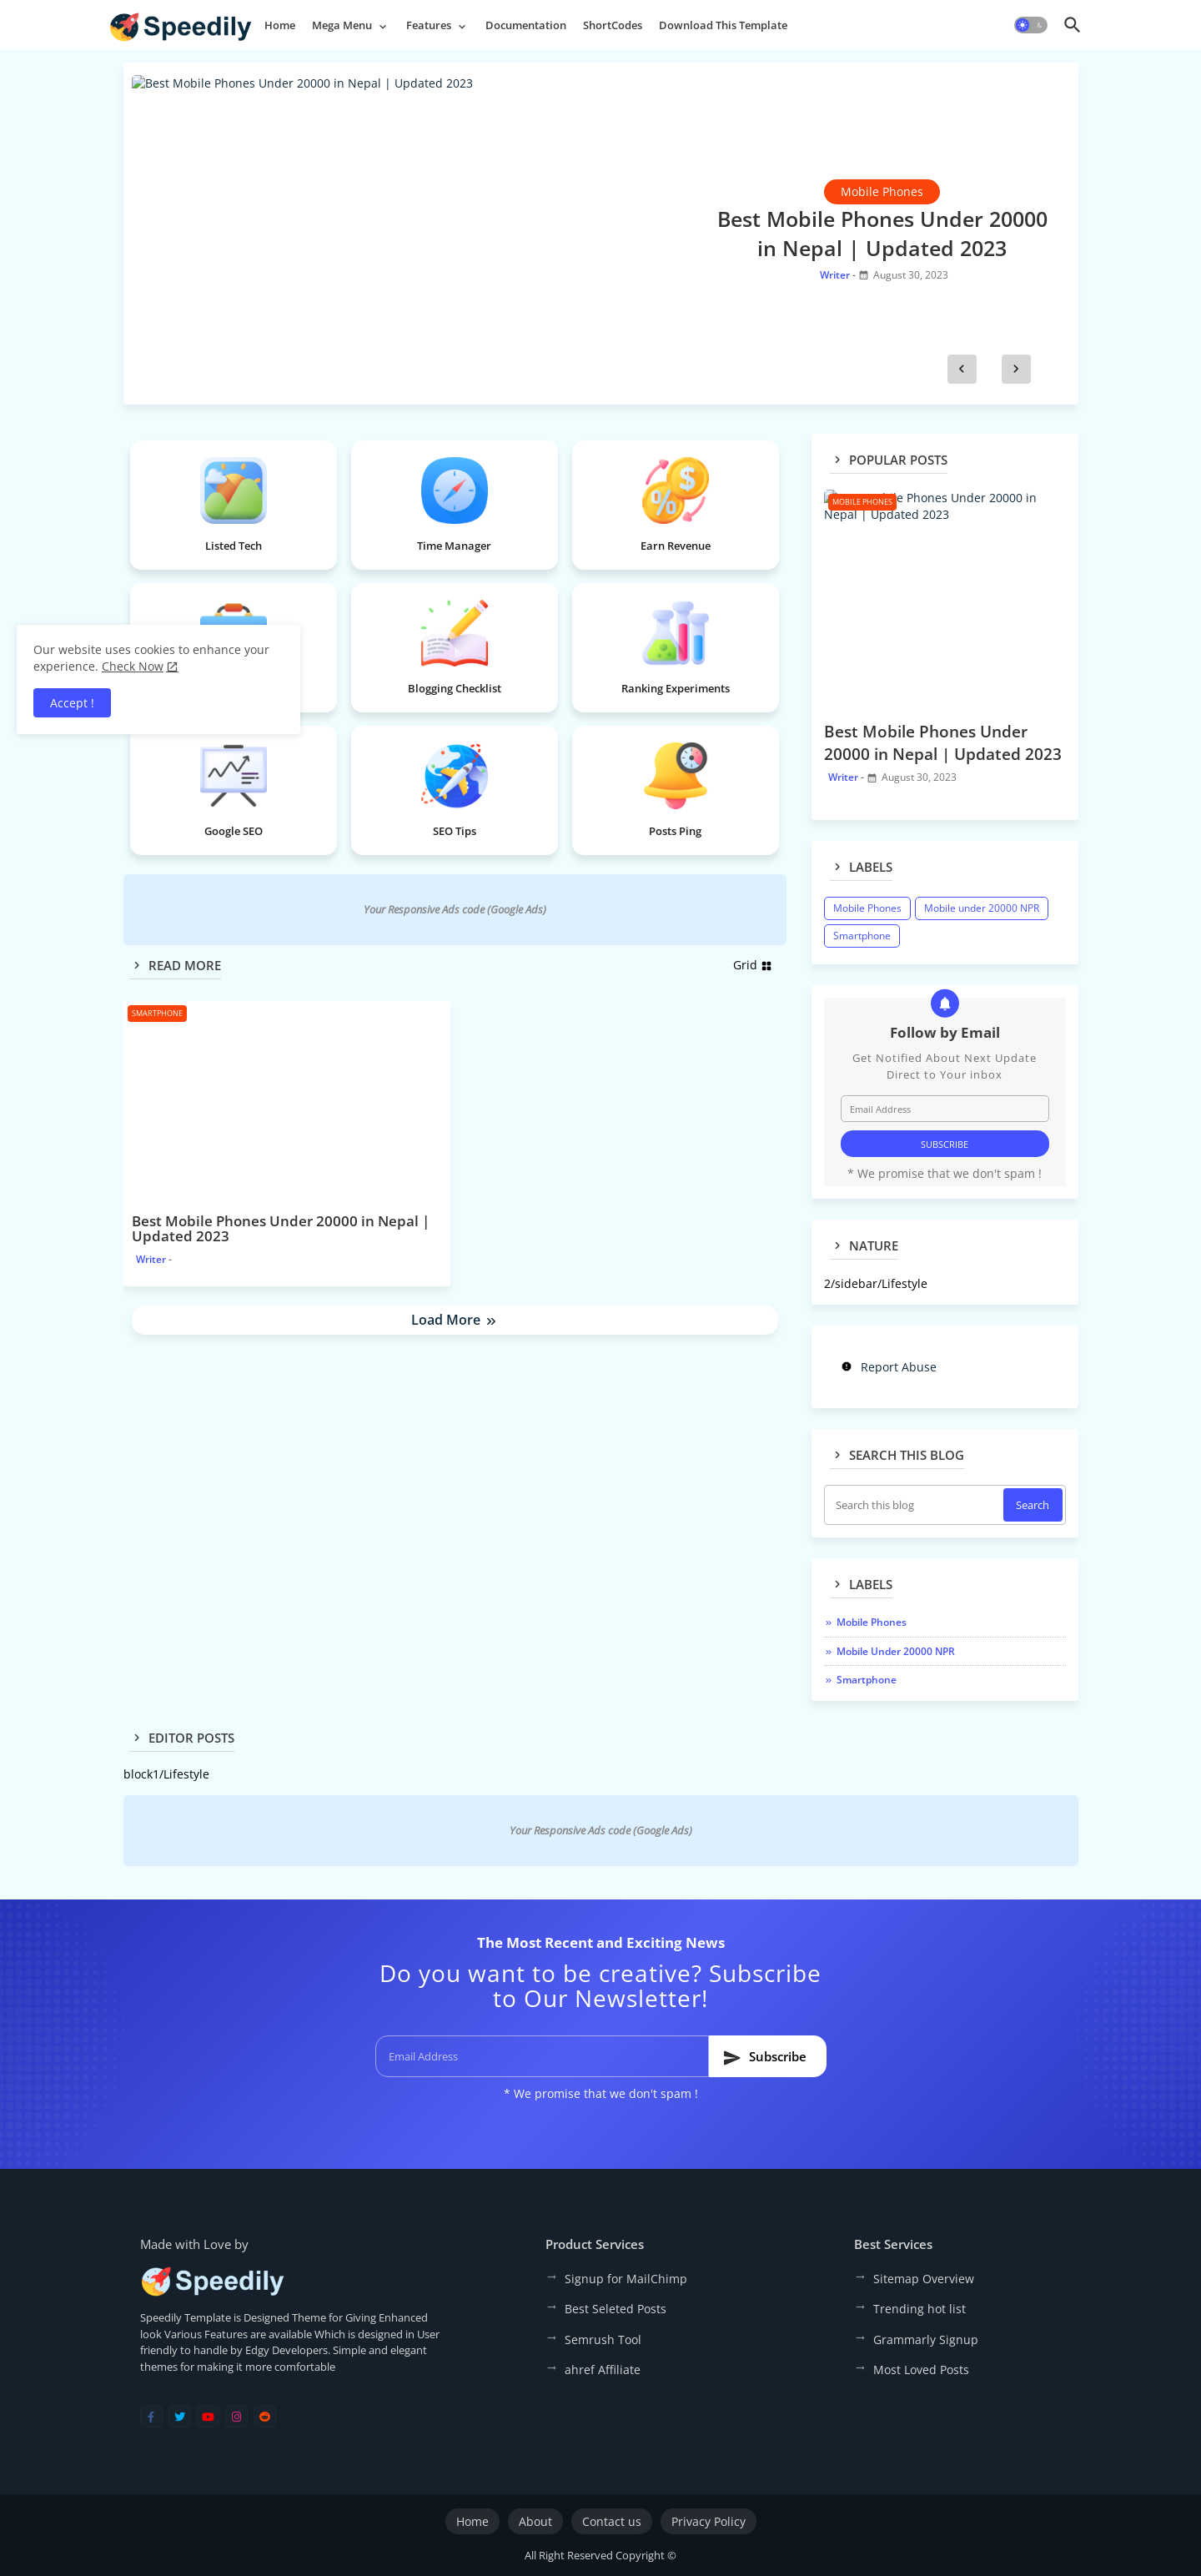 Speedily
Home
Mega Menu
Features
Documentation
ShortCodes
Download This Template
Best Mobile Phones Under 20000 in Nepal | Updated 2023
Mobile Phones
Best Mobile Phones Under 20000
in Nepal | Updated 2023
Writer - August 30, 2023
Listed Tech
Time Manager
Earn Revenue
Blogging Checklist
Ranking Experiments
Our website uses cookies to enhance your
experience. Check Now
Accept !
Google SEO
SEO Tips
Posts Ping
Your Responsive Ads code (Google Ads)
READ MORE
Grid
SMARTPHONE
Best Mobile Phones Under 20000 in Nepal |
Updated 2023
Writer -
Load More »
POPULAR POSTS
MOBILE PHONES
Phones Under 20000 in
Nepal | Updated 2023
Best Mobile Phones Under
20000 in Nepal | Updated 2023
Writer - August 30, 2023
LABELS
Mobile Phones
Mobile under 20000 NPR
Smartphone
Follow by Email
Get Notified About Next Update
Direct to Your inbox
Email Address
SUBSCRIBE
* We promise that we don't spam !
NATURE
2/sidebar/Lifestyle
Report Abuse
SEARCH THIS BLOG
Search this blog
Search
LABELS
» Mobile Phones
» Mobile Under 20000 NPR
» Smartphone
EDITOR POSTS
block1/Lifestyle
Your Responsive Ads code (Google Ads)
The Most Recent and Exciting News
Do you want to be creative? Subscribe
to Our Newsletter!
Email Address
Subscribe
* We promise that we don't spam !
Made with Love by
Speedily
Speedily Template is Designed Theme for Giving Enhanced
look Various Features are available Which is designed in User
friendly to handle by Edgy Developers. Simple and elegant
themes for making it more comfortable
Product Services
Signup for MailChimp
Best Seleted Posts
Semrush Tool
ahref Affiliate
Best Services
Sitemap Overview
Trending hot list
Grammarly Signup
Most Loved Posts
Home
About
Contact us
Privacy Policy
All Right Reserved Copyright ©